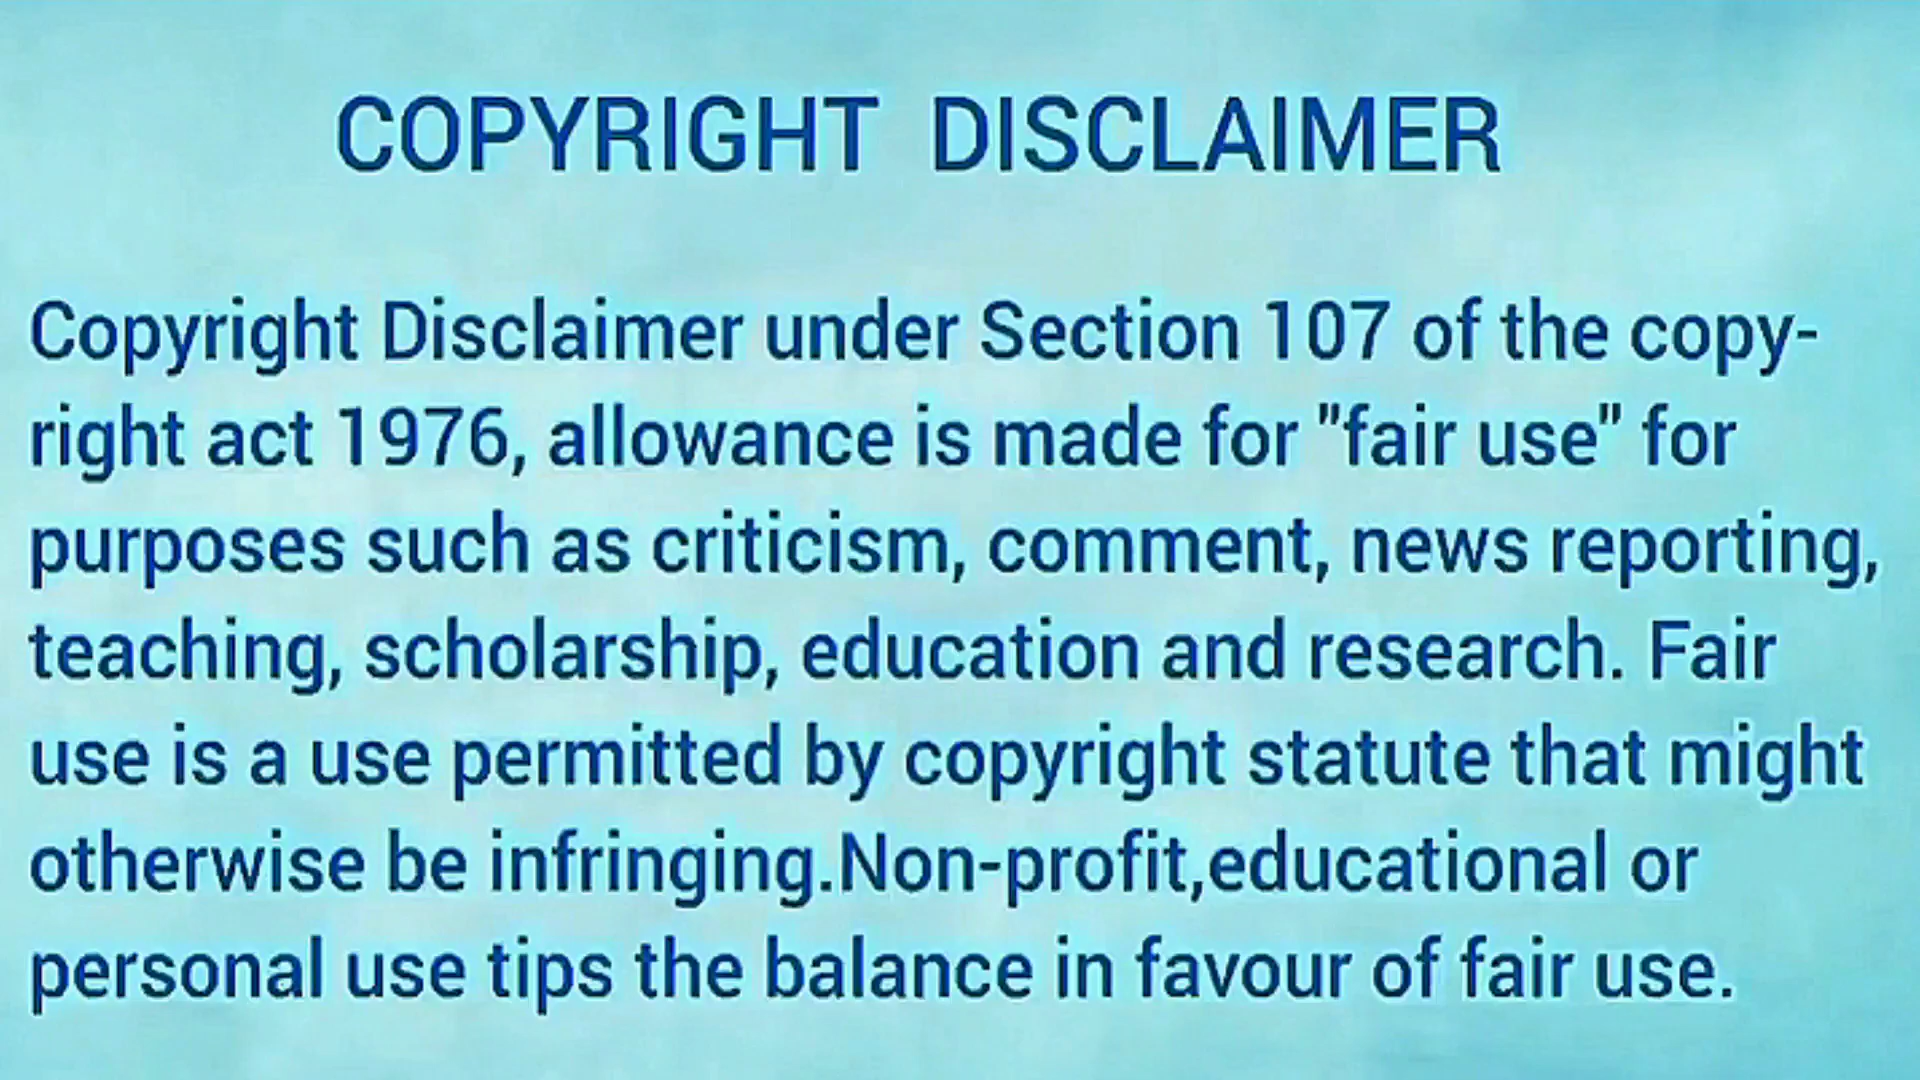 COPYRIGHT DISCLAIMER
Copyright Disclaimer under Section 107 of the copy-
right act 1976, allowance is made for "fair use" for
purposes such as criticism, comment, news reporting,
teaching, scholarship, education and research. Fair
use is a use permitted by copyright statute that might
otherwise be infringing.Non-profit,educational or
personal use tips the balance in favour of fair use.